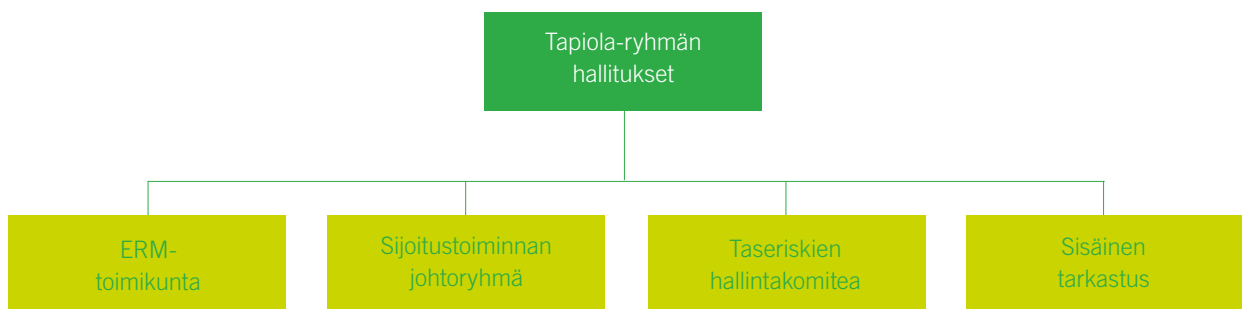 Tapiola-ryhmän
hallitukset
ERM-
toimikunta
Sijoitustoiminnan
johtoryhmä
Taseriskien
hallintakomitea
Sisäinen
tarkastus